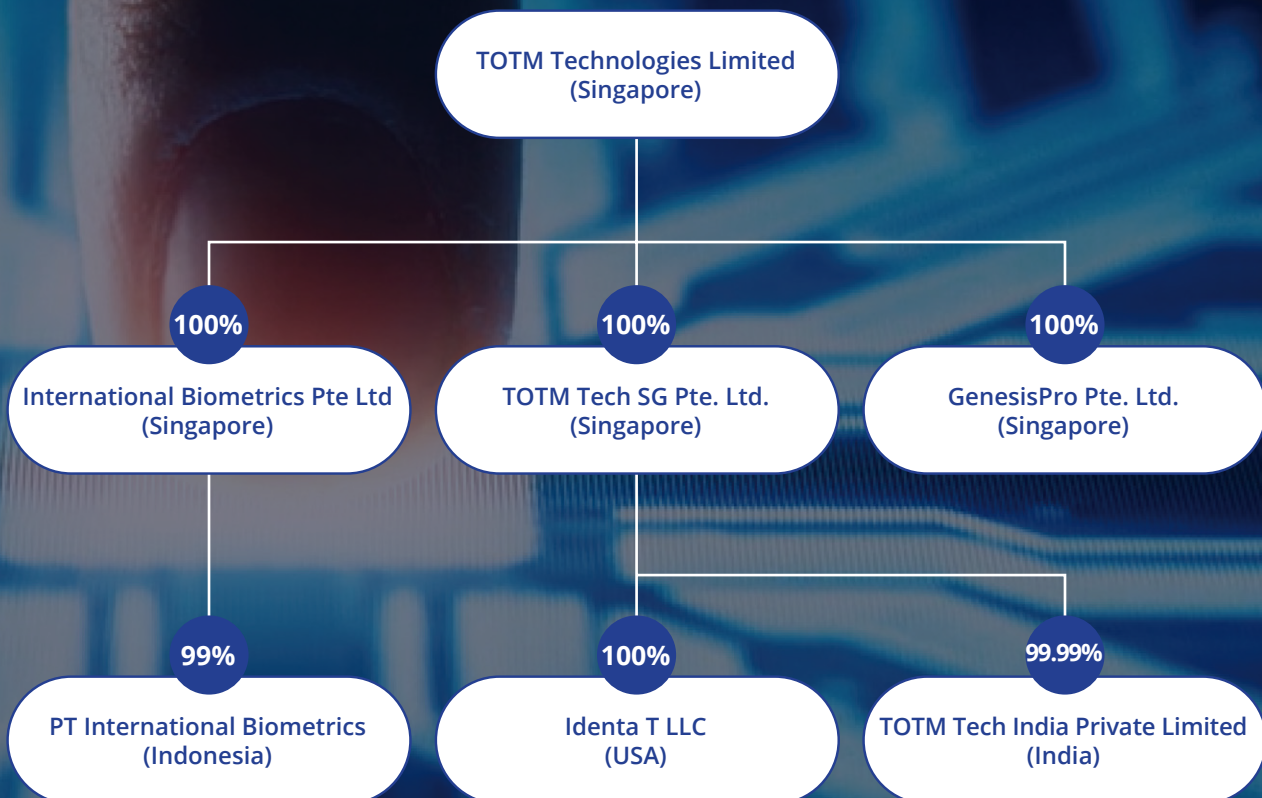 TOTM Technologies Limited
(Singapore)
100%
100%
100%
International Biometrics Pte Ltd
(Singapore)
TOTM Tech SG Pte. Ltd.
(Singapore)
GenesisPro Pte. Ltd.
(Singapore)
99%
100%
99.99%
PT International Biometrics
(Indonesia)
Identa T LLC
(USA)
TOTM Tech India Private Limited
(India)